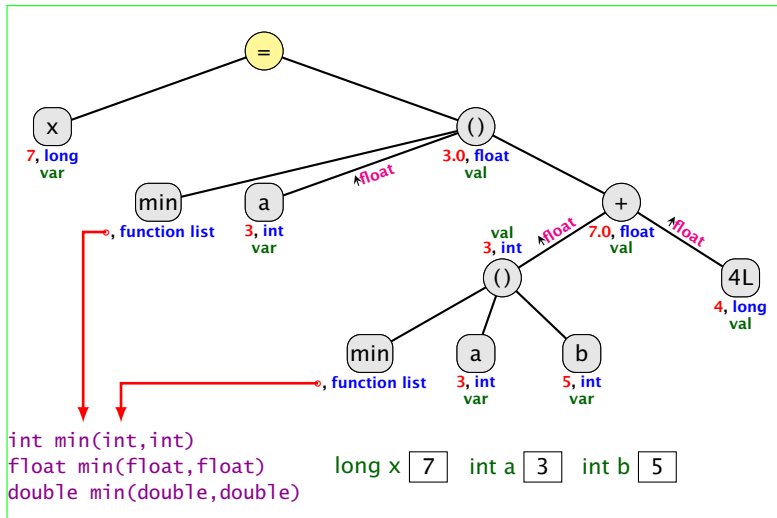 =
x
7, long
var
()
3.0, float
val
↗float
min
, function list
a
3, int
var
+
7.0, float
val
↗float
↗float
val
3, int
()
4L
4, long
val
min
, function list
a
3, int
var
b
5, int
var
int min(int,int)
float min(float,float)
double min(double,double)
long x 7 int a 3 int b 5